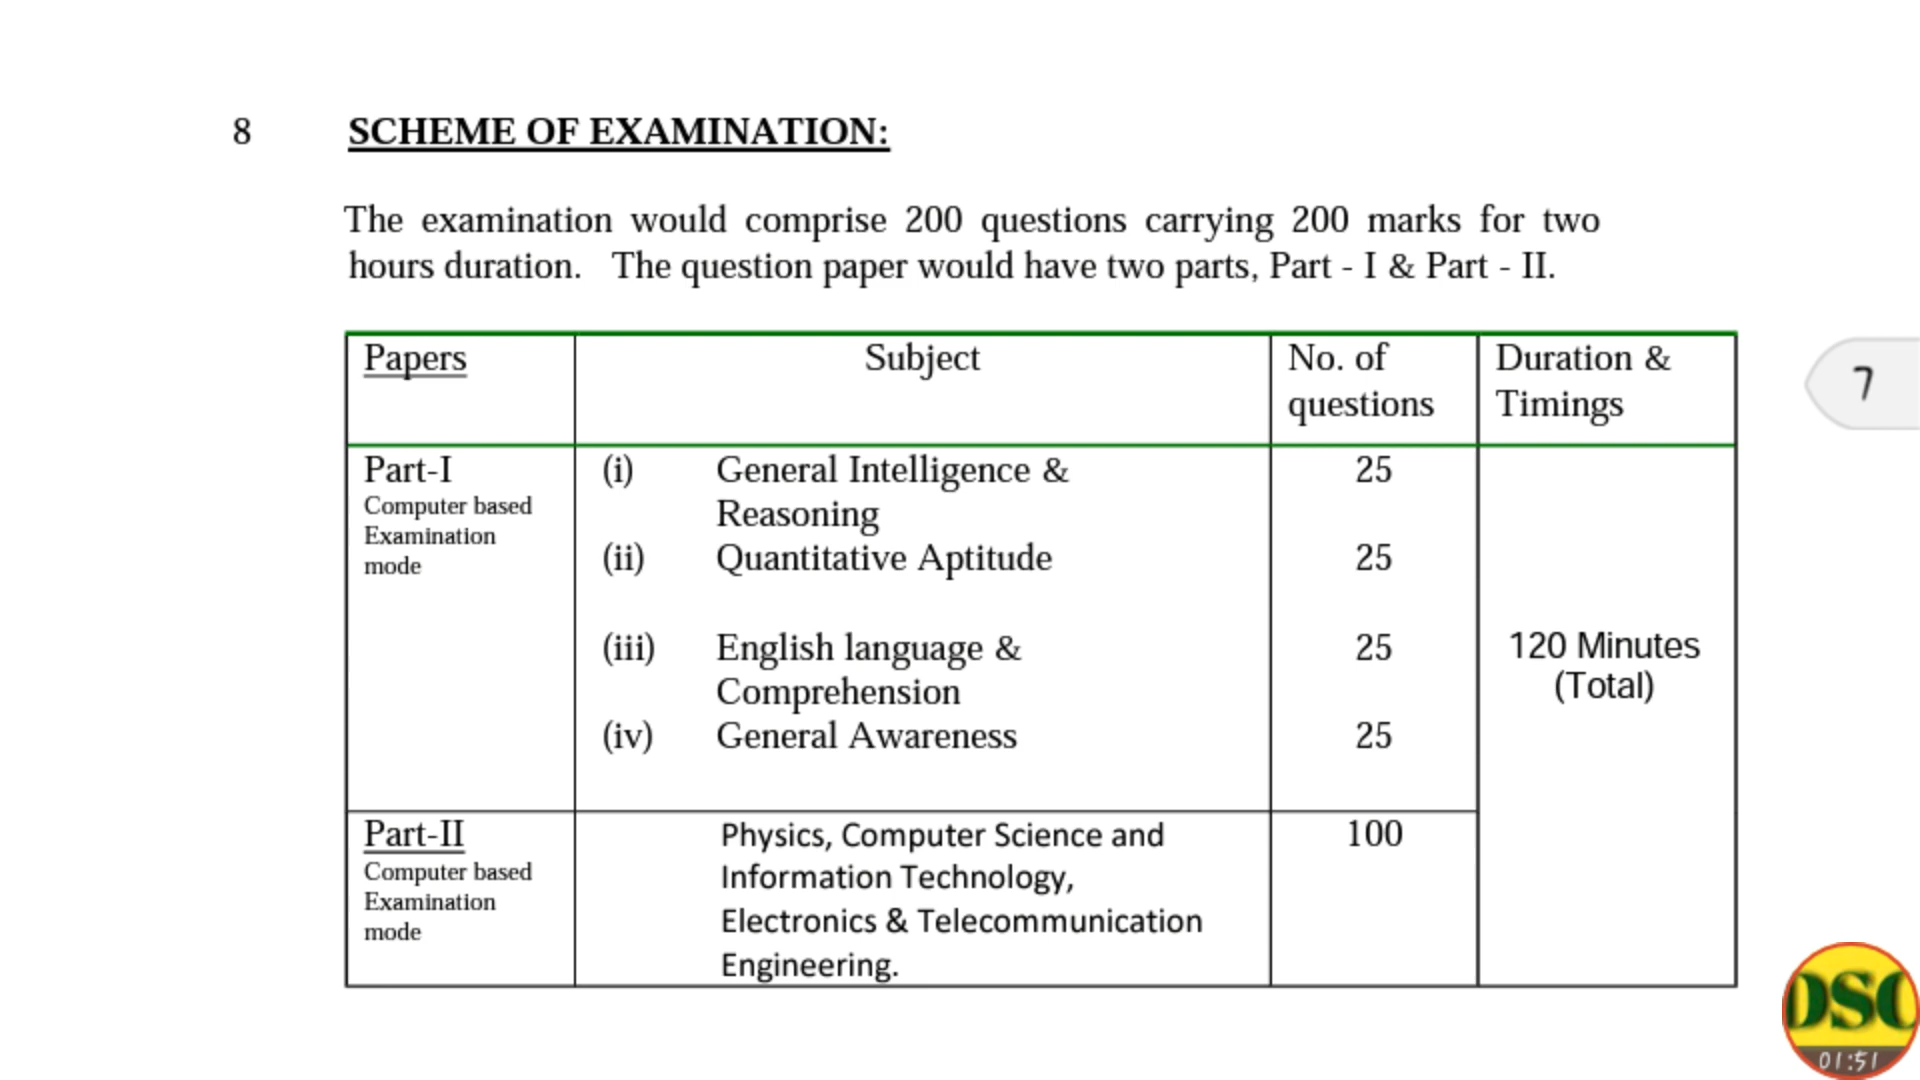 8 SCHEME OF EXAMINATION:
The examination would comprise 200 questions carrying 200 marks for two
hours duration. The question paper would have two parts, Part - I & Part - II.
Papers Subject No. of questions Duration & Timings
Part-I
Computer based
Examination
mode
(i) General Intelligence & 25
Reasoning
(ii) Quantitative Aptitude 25
(iii) English language & 25
Comprehension
(iv) General Awareness 25
120 Minutes
(Total)
Part-II
Computer based
Examination
mode
Physics, Computer Science and 100
Information Technology,
Electronics & Telecommunication
Engineering.
7
DSC
01:51